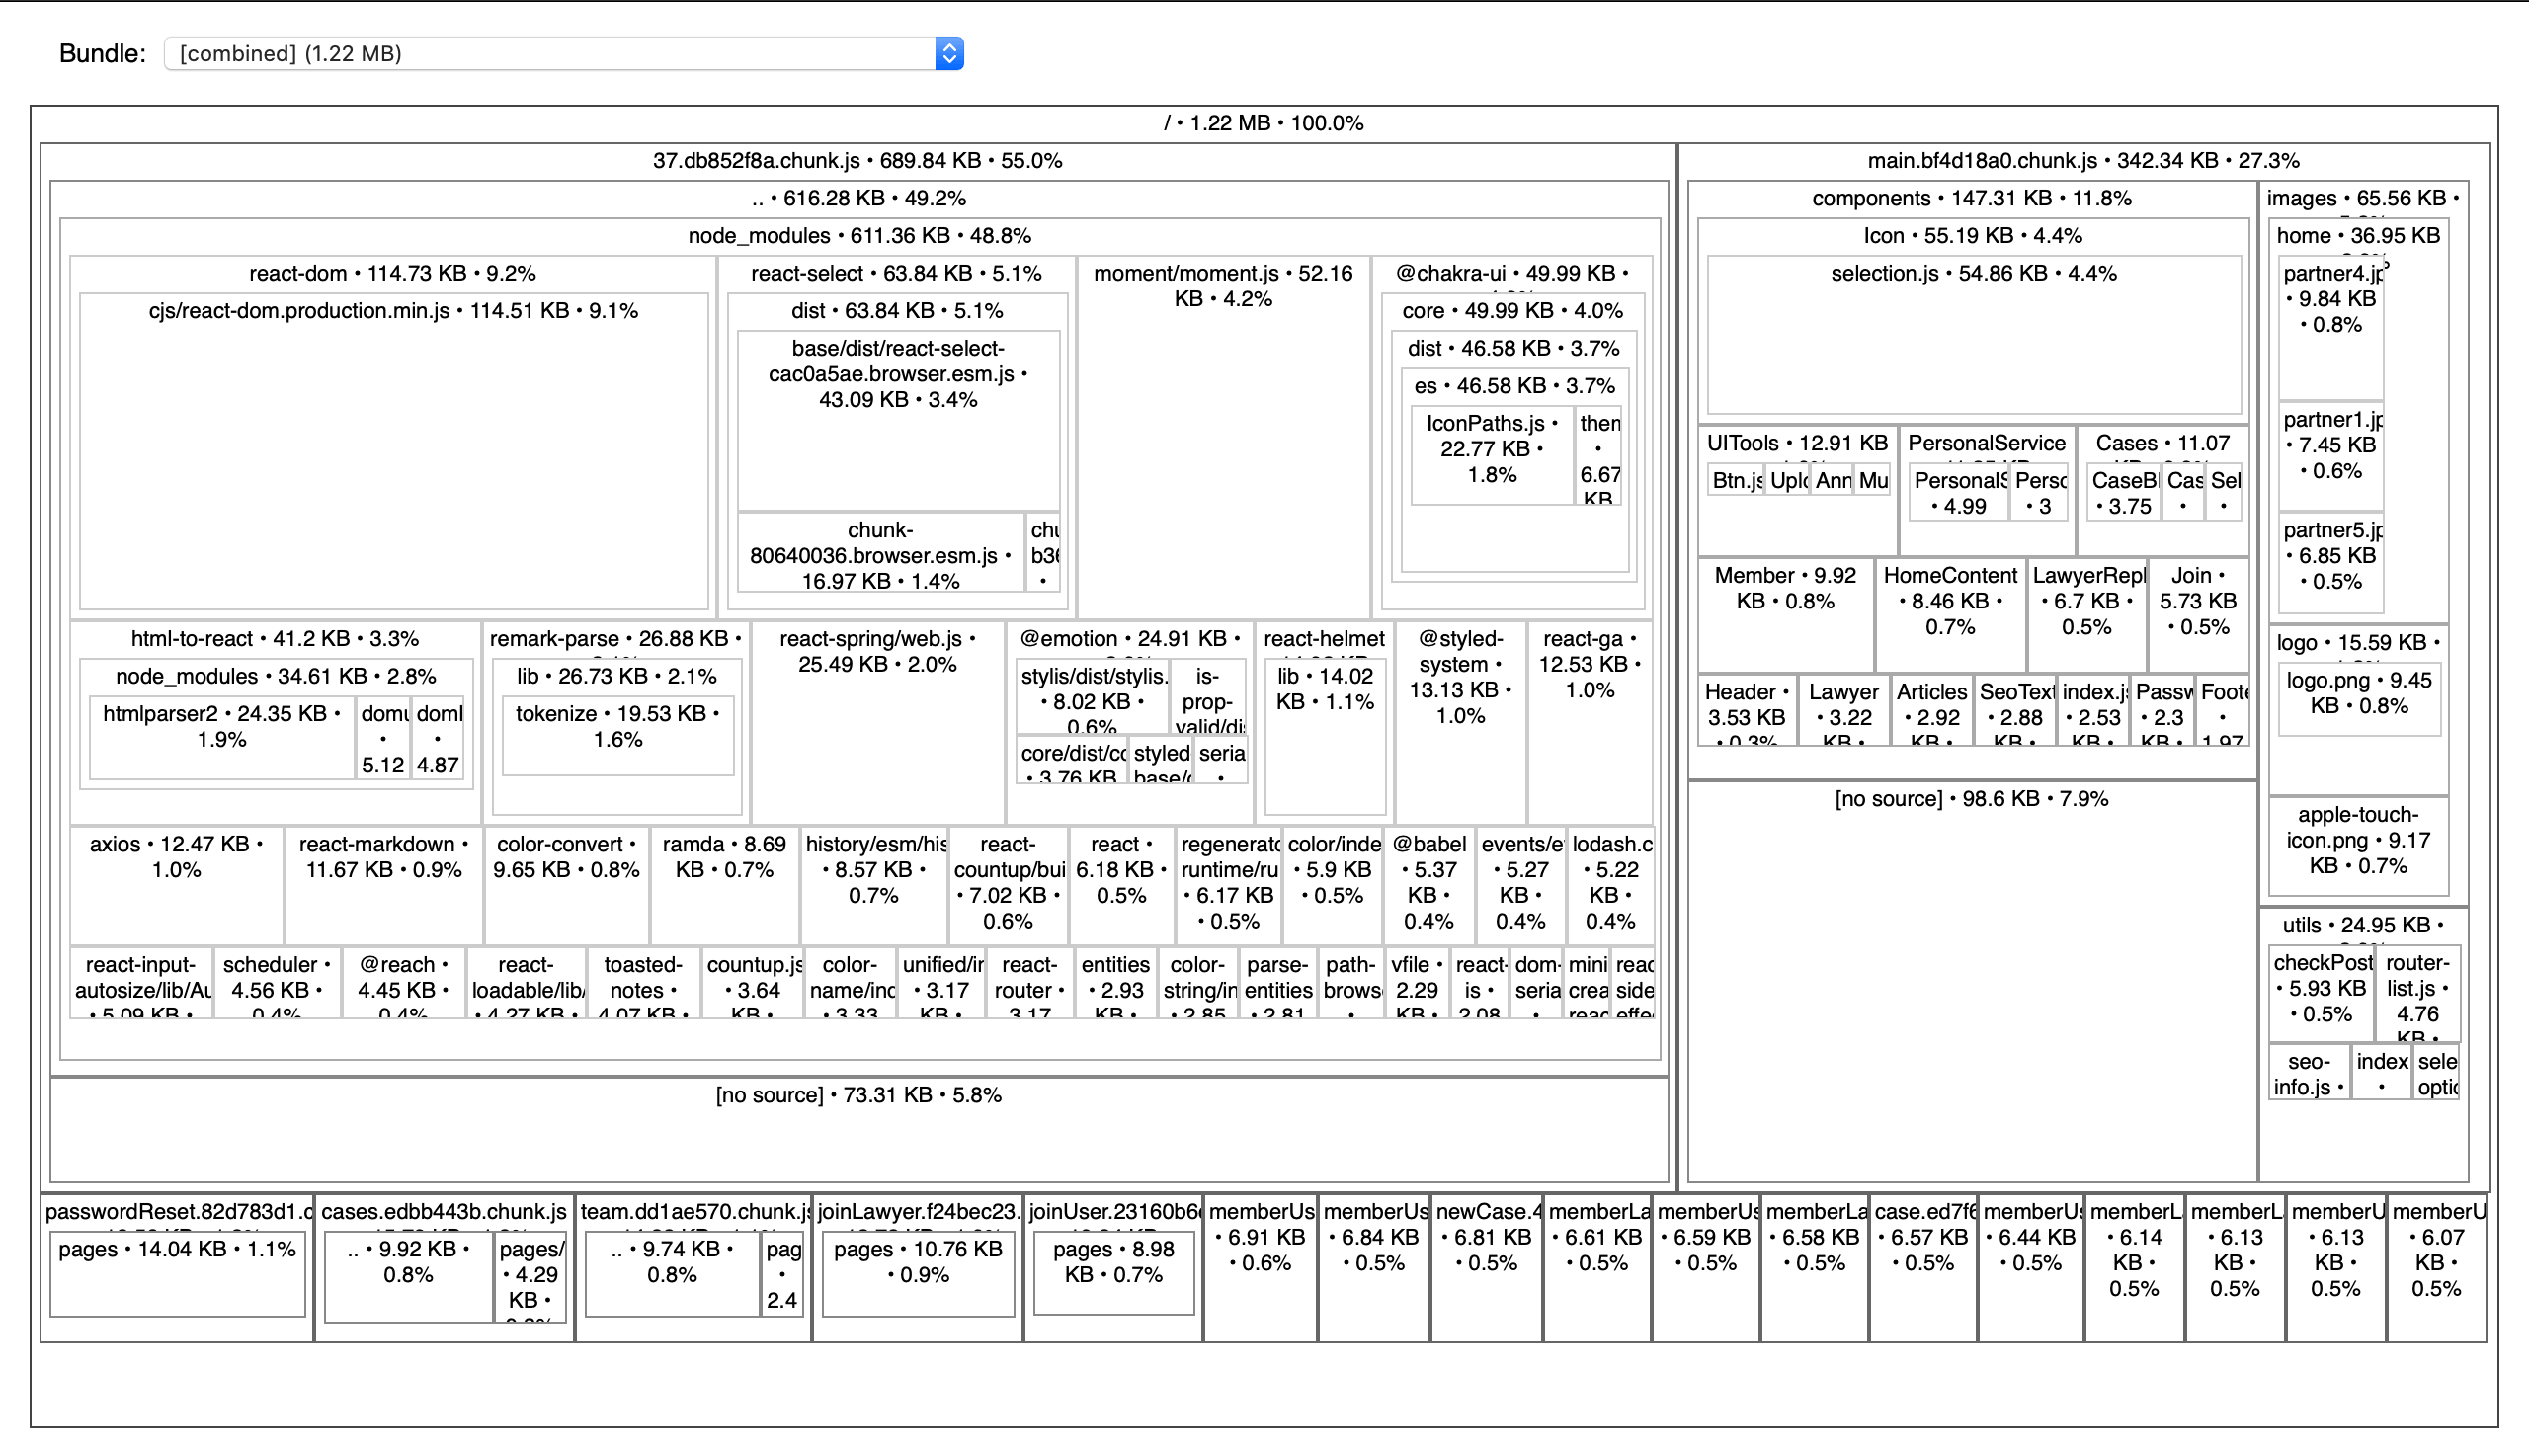 Bundle: [combined] (1.22 MB)
/ • 1.22 MB • 100.0%
37.db852f8a.chunk.js • 689.84 KB • 55.0%
.. • 616.28 KB • 49.2%
node_modules • 611.36 KB • 48.8%
react-dom • 114.73 KB • 9.2%
cjs/react-dom.production.min.js • 114.51 KB • 9.1%
react-select • 63.84 KB • 5.1%
dist • 63.84 KB • 5.1%
base/dist/react-select-
cac0a5ae.browser.esm.js •
43.09 KB • 3.4%
chunk-
80640036.browser.esm.js •
16.97 KB • 1.4%
chu
b36
•
moment/moment.js • 52.16
KB • 4.2%
@chakra-ui • 49.99 KB •
core • 49.99 KB • 4.0%
dist • 46.58 KB • 3.7%
es • 46.58 KB • 3.7%
IconPaths.js •
22.77 KB •
1.8%
them
•
6.67
KB
html-to-react • 41.2 KB • 3.3%
node_modules • 34.61 KB • 2.8%
htmlparser2 • 24.35 KB •
1.9%
domu
•
5.12
domh
•
4.87
remark-parse • 26.88 KB •
lib • 26.73 KB • 2.1%
tokenize • 19.53 KB •
1.6%
react-spring/web.js •
25.49 KB • 2.0%
@emotion • 24.91 KB •
stylis/dist/stylis.
• 8.02 KB •
0.6%
is-
prop-
valid/dis
core/dist/co
• 3.76 KB
styled
base/d
seria
•
react-helmet
lib • 14.02
KB • 1.1%
@styled-
system •
13.13 KB •
1.0%
react-ga •
12.53 KB •
1.0%
axios • 12.47 KB •
1.0%
react-markdown •
11.67 KB • 0.9%
color-convert •
9.65 KB • 0.8%
ramda • 8.69
KB • 0.7%
history/esm/his
• 8.57 KB •
0.7%
react-
countup/bui
• 7.02 KB •
0.6%
react •
6.18 KB •
0.5%
regenerato
runtime/ru
• 6.17 KB
• 0.5%
color/inde
• 5.9 KB
• 0.5%
@babel
• 5.37
KB •
0.4%
events/e
• 5.27
KB •
0.4%
lodash.c
• 5.22
KB •
0.4%
react-input-
autosize/lib/Au
• 5.09 KB •
scheduler •
4.56 KB •
0.4%
@reach •
4.45 KB •
0.4%
react-
loadable/lib/
• 4.27 KB •
toasted-
notes •
4.07 KB •
countup.js
• 3.64
KB •
color-
name/ind
• 3.33
unified/in
• 3.17
KB •
react-
router •
3.17
entities
• 2.93
KB •
color-
string/in
• 2.85
parse-
entities
• 2.81
path-
brows
•
vfile •
2.29
KB •
react-
is •
2.08
dom-
seria
•
mini
crea
reac
reac
side
effe
[no source] • 73.31 KB • 5.8%
main.bf4d18a0.chunk.js • 342.34 KB • 27.3%
components • 147.31 KB • 11.8%
Icon • 55.19 KB • 4.4%
selection.js • 54.86 KB • 4.4%
UITools • 12.91 KB
Btn.js
Uplo
Ann
Mu
PersonalService
PersonalS
• 4.99
Perso
• 3
Cases • 11.07
CaseBl
• 3.75
Cas
•
Sel
•
Member • 9.92
KB • 0.8%
HomeContent
• 8.46 KB •
0.7%
LawyerRepl
• 6.7 KB •
0.5%
Join •
5.73 KB
• 0.5%
Header •
3.53 KB
• 0.3%
Lawyer
• 3.22
KB •
Articles
• 2.92
KB •
SeoText
• 2.88
KB •
index.js
• 2.53
KB •
Passw
• 2.3
KB •
Foote
•
1.97
[no source] • 98.6 KB • 7.9%
images • 65.56 KB •
home • 36.95 KB
partner4.jp
• 9.84 KB
• 0.8%
partner1.jp
• 7.45 KB
• 0.6%
partner5.jp
• 6.85 KB
• 0.5%
logo • 15.59 KB •
logo.png • 9.45
KB • 0.8%
apple-touch-
icon.png • 9.17
KB • 0.7%
utils • 24.95 KB •
checkPost
• 5.93 KB
• 0.5%
router-
list.js •
4.76
KB •
seo-
info.js •
index
•
sele
optio
passwordReset.82d783d1.c
pages • 14.04 KB • 1.1%
cases.edbb443b.chunk.js
.. • 9.92 KB •
0.8%
pages/
• 4.29
KB •
team.dd1ae570.chunk.js
.. • 9.74 KB •
0.8%
pag
•
2.4
joinLawyer.f24bec23.
pages • 10.76 KB
• 0.9%
joinUser.23160b6
pages • 8.98
KB • 0.7%
memberUs
• 6.91 KB
• 0.6%
memberUs
• 6.84 KB
• 0.5%
newCase.4
• 6.81 KB
• 0.5%
memberLa
• 6.61 KB
• 0.5%
memberUs
• 6.59 KB
• 0.5%
memberLa
• 6.58 KB
• 0.5%
case.ed7f6
• 6.57 KB
• 0.5%
memberUs
• 6.44 KB
• 0.5%
memberL
• 6.14
KB •
0.5%
memberL
• 6.13
KB •
0.5%
memberU
• 6.13
KB •
0.5%
memberU
• 6.07
KB •
0.5%